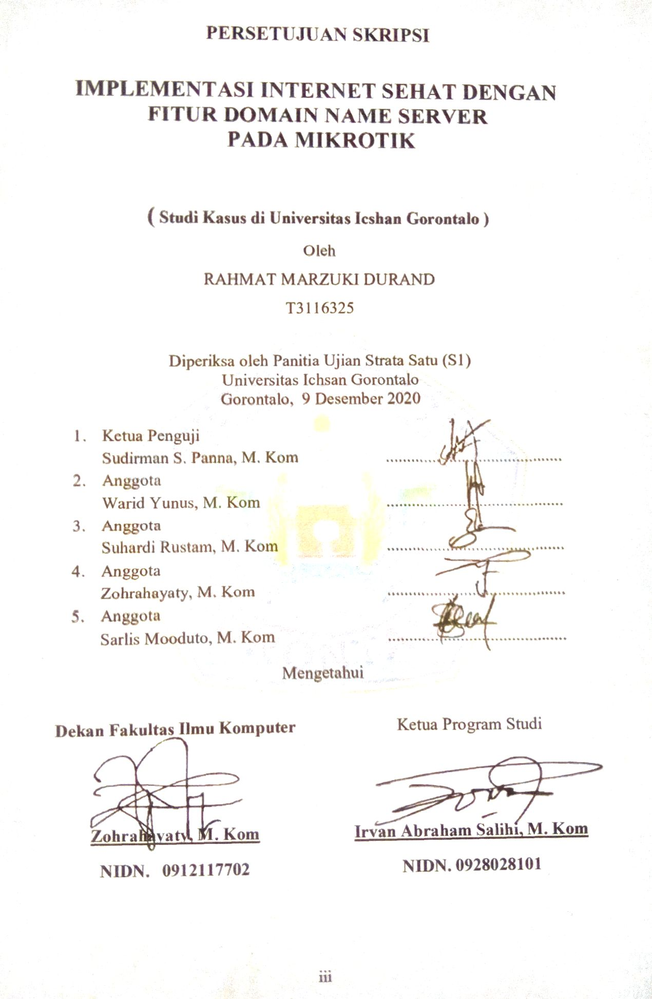 PERSETUJUAN SKRIPSI
IMPLEMENTASI INTERNET SEHAT DENGAN
FITUR DOMAIN NAME SERVER
PADA MIKROTIK
( Studi Kasus di Universitas Icshan Gorontalo )
Oleh
RAHMAT MARZUKI DURAND
T3116325
Diperiksa oleh Panitia Ujian Strata Satu (S1)
Universitas Ichsan Gorontalo
Gorontalo, 9 Desember 2020
1. Ketua Penguji
Sudirman S. Panna, M. Kom ..........................................
2. Anggota
Warid Yunus, M. Kom ..........................................
3. Anggota
Suhardi Rustam, M. Kom ..........................................
4. Anggota
Zohrahayaty, M. Kom ..........................................
5. Anggota
Sarlis Mooduto, M. Kom ..........................................
Mengetahui
Dekan Fakultas Ilmu Komputer
Zohrahayaty, M. Kom
NIDN. 0912117702
Ketua Program Studi
Irvan Abraham Salihi, M. Kom
NIDN. 0928028101
iii